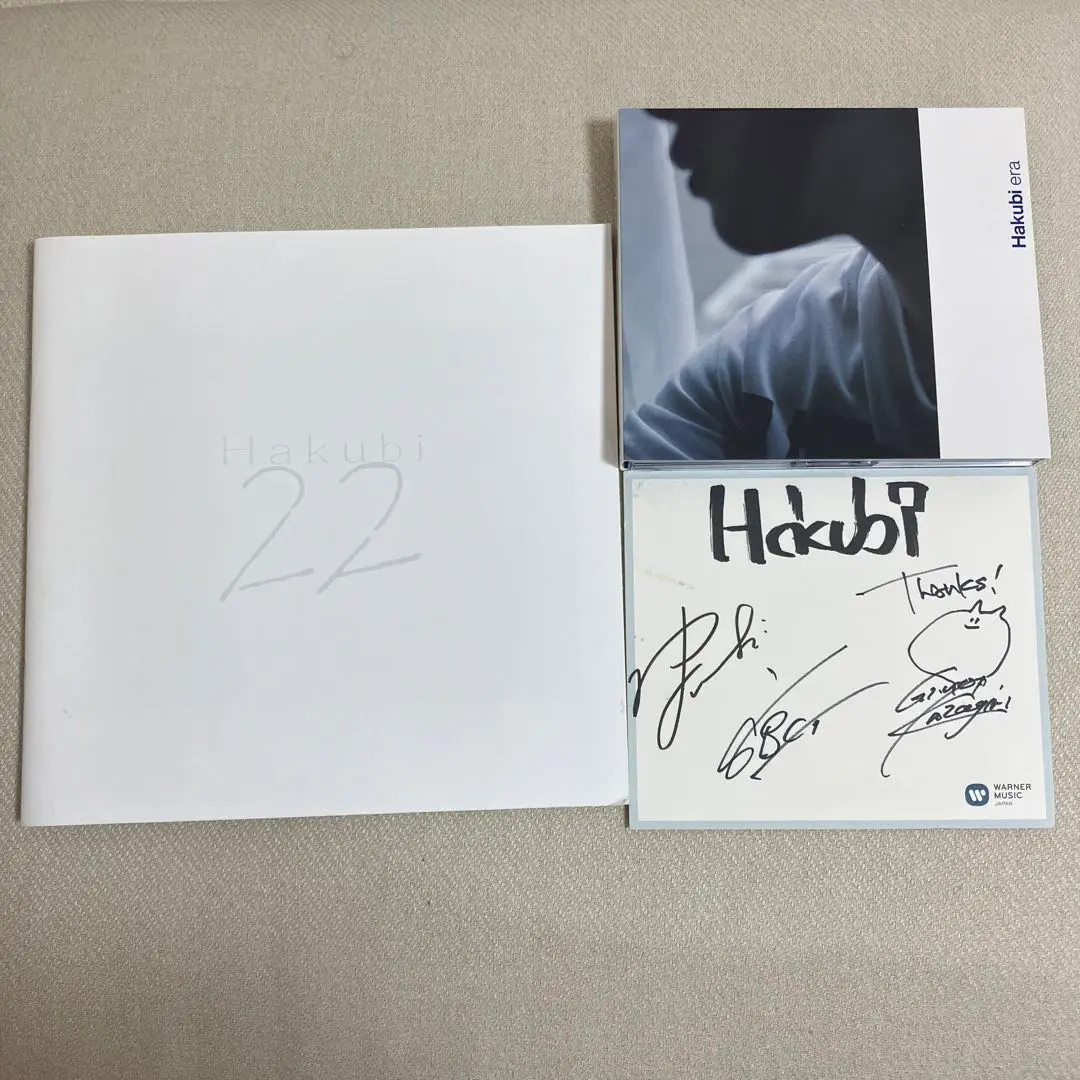 Hakubi
22
Hakubi era
Hakubi
Thanks!
WARNER
MUSIC
JAPAN